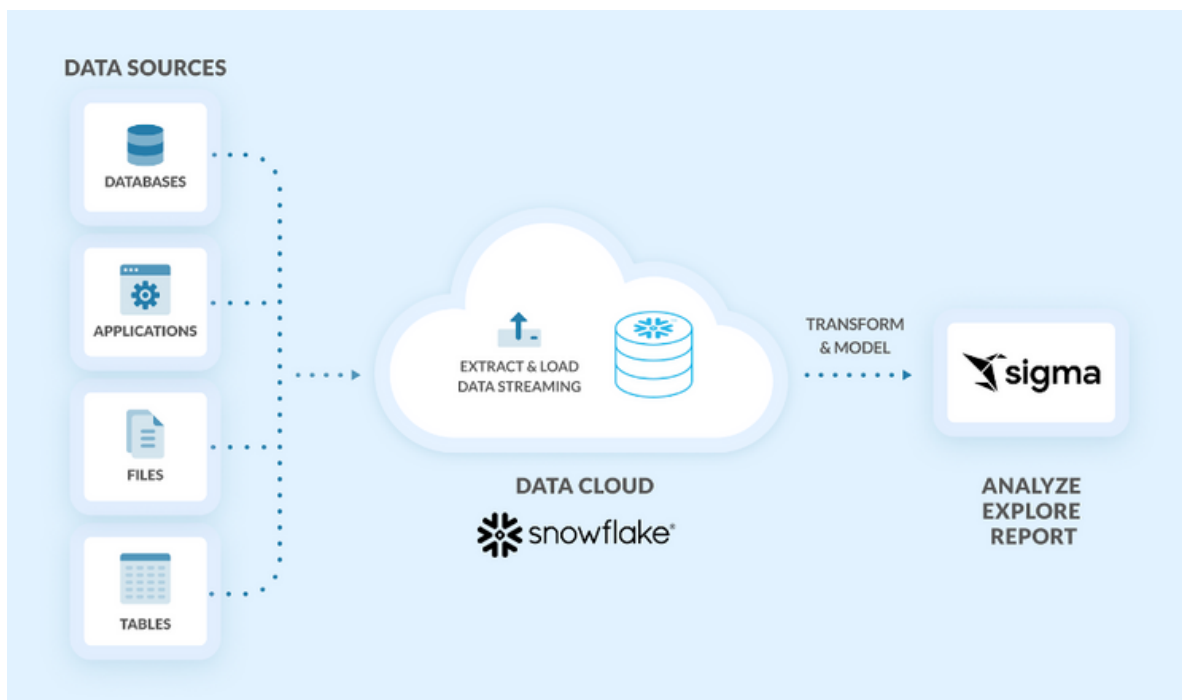 DATA SOURCES
DATABASES
APPLICATIONS
FILES
TABLES
EXTRACT & LOAD
DATA STREAMING
DATA CLOUD
snowflake®
TRANSFORM
& MODEL
sigma
ANALYZE
EXPLORE
REPORT